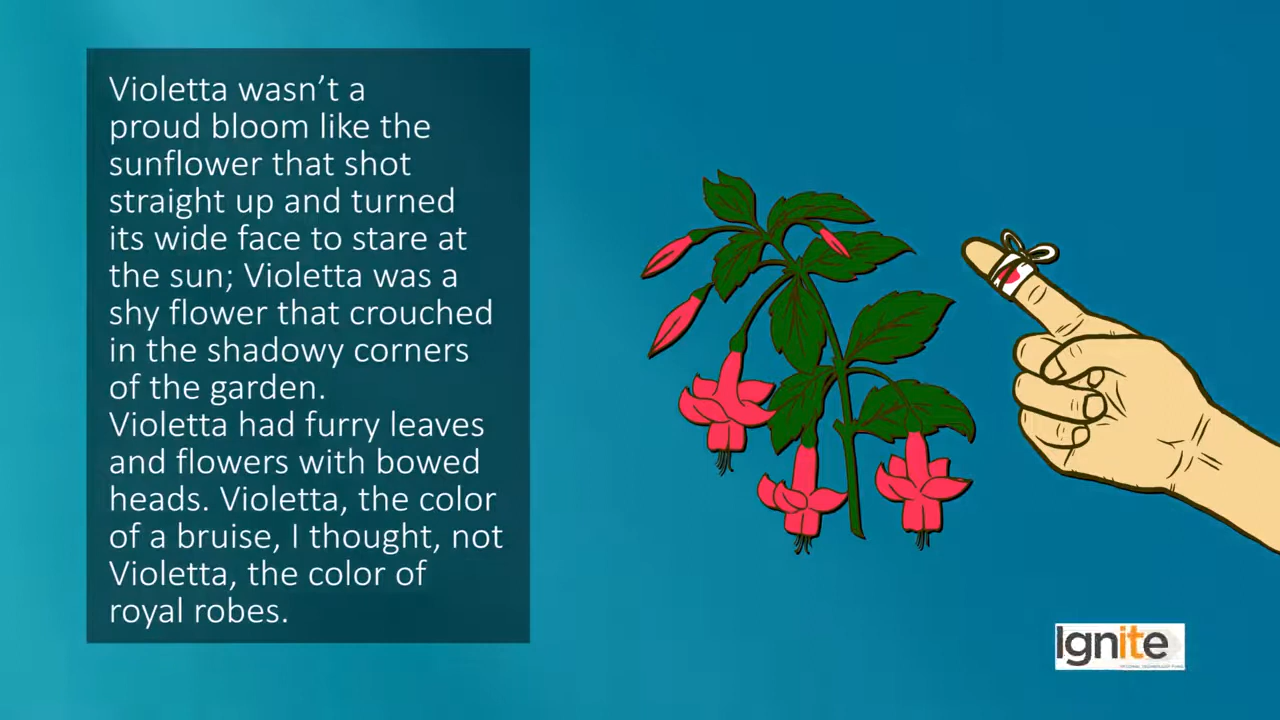 Violetta wasn’t a
proud bloom like the
sunflower that shot
straight up and turned
its wide face to stare at
the sun; Violetta was a
shy flower that crouched
in the shadowy corners
of the garden.
Violetta had furry leaves
and flowers with bowed
heads. Violetta, the color
of a bruise, I thought, not
Violetta, the color of
royal robes.
Ignite